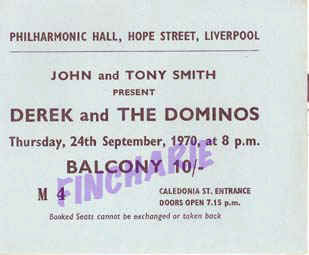 PHILHARMONIC HALL, HOPE STREET, LIVERPOOL
JOHN and TONY SMITH
PRESENT
DEREK and THE DOMINOS
Thursday, 24th September, 1970, at 8 p.m.
BALCONY 10/-
M 4
CALEDONIA ST. ENTRANCE
DOORS OPEN 7.15 p.m.
FINCHARIE
Booked Seats cannot be exchanged or taken back